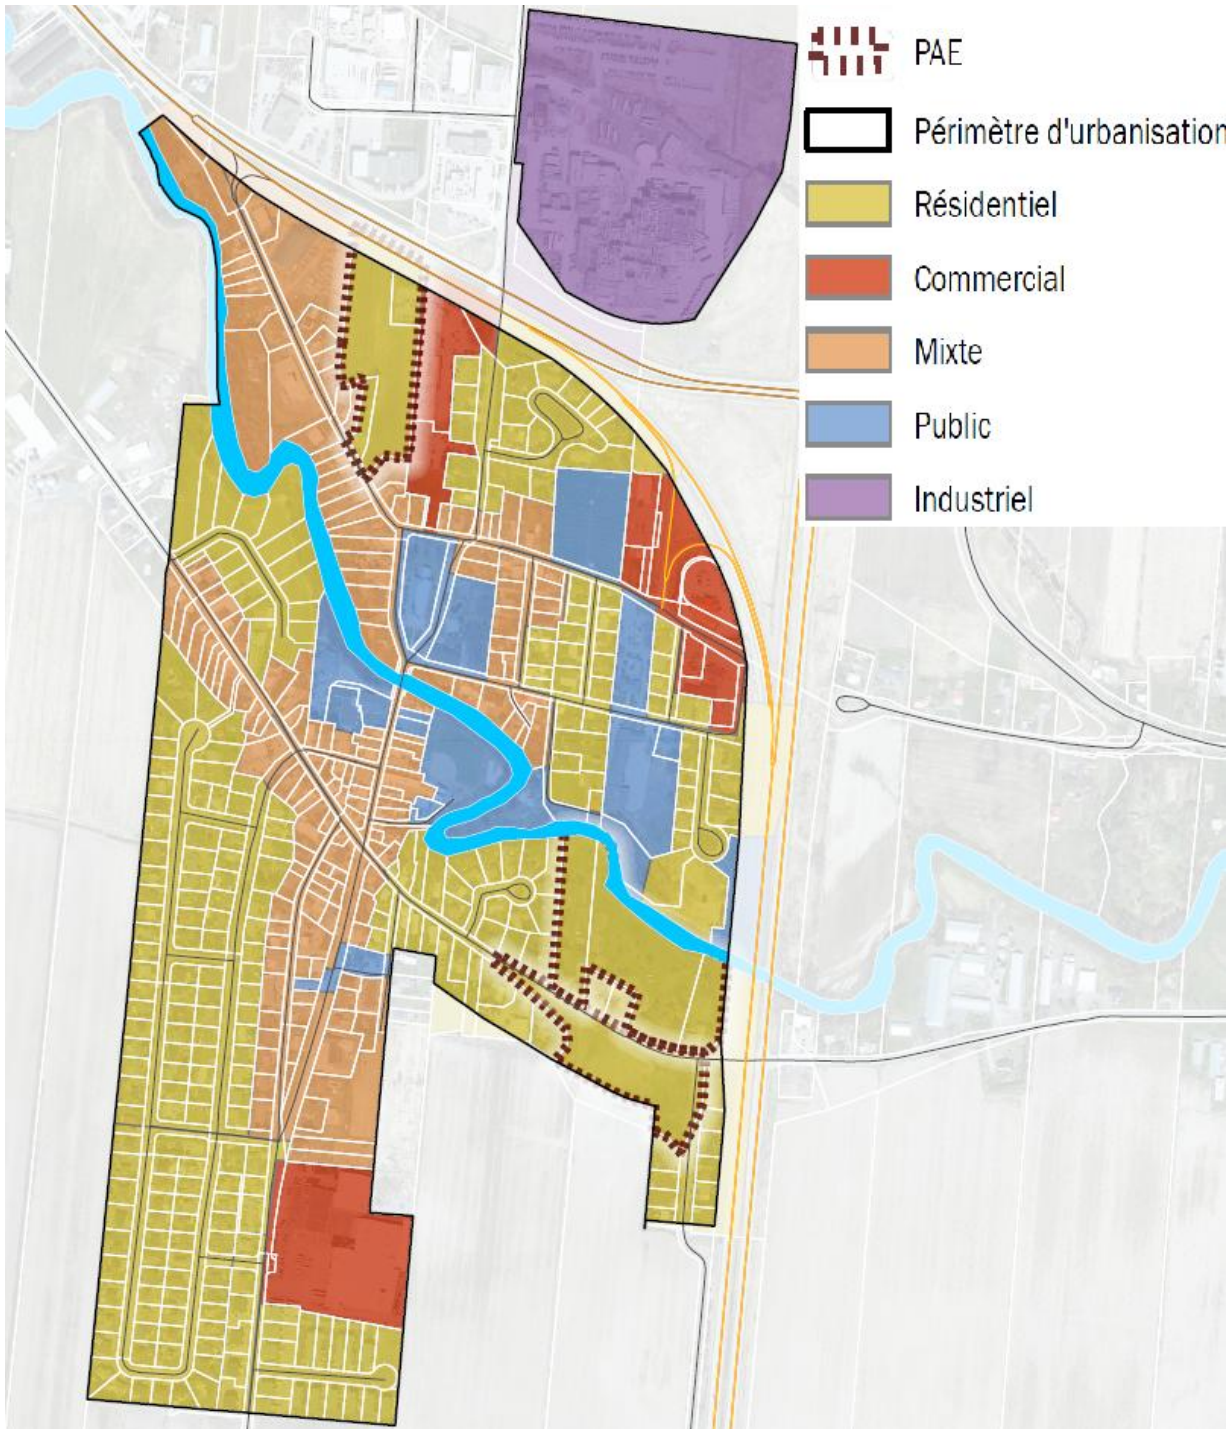 PAE
Périmètre d'urbanisation
Résidentiel
Commercial
Mixte
Public
Industriel